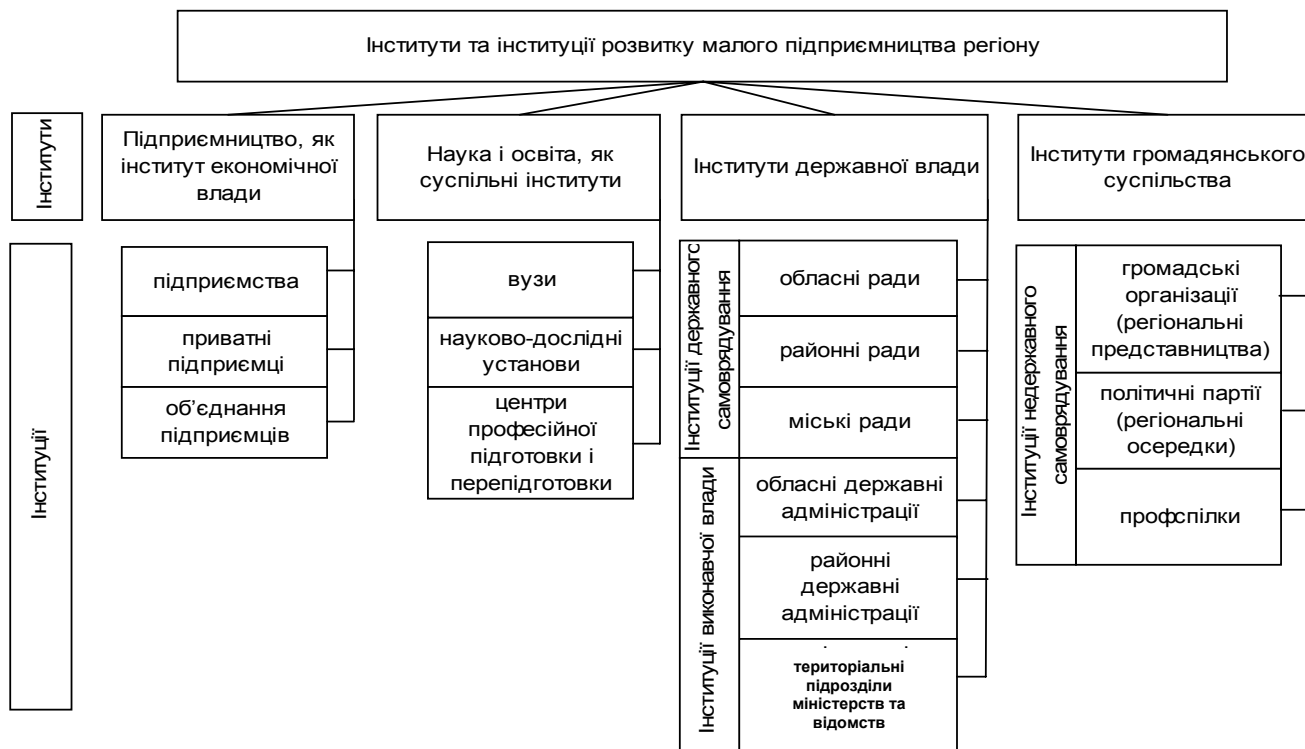 Інститути та інституції розвитку малого підприємництва регіону
Інститути
Підприємництво, як
інститут економічної
влади
Наука і освіта, як
суспільні інститути
Інститути державної влади
Інститути громадянського
суспільства
Інституції
підприємства
приватні
підприємці
об’єднання
підприємців
вузи
науково-дослідні
установи
центри
професійної
підготовки і
перепідготовки
Інституції державного
самоврядування
обласні ради
районні ради
міські ради
Інституції виконавчої влади
обласні державні
адміністрації
районні
державні
адміністрації
територіальні
підрозділи
міністерств та
відомств
Інституції недержавного
самоврядування
громадські
організації
(регіональні
представництва)
політичні партії
(регіональні
осередки)
профспілки